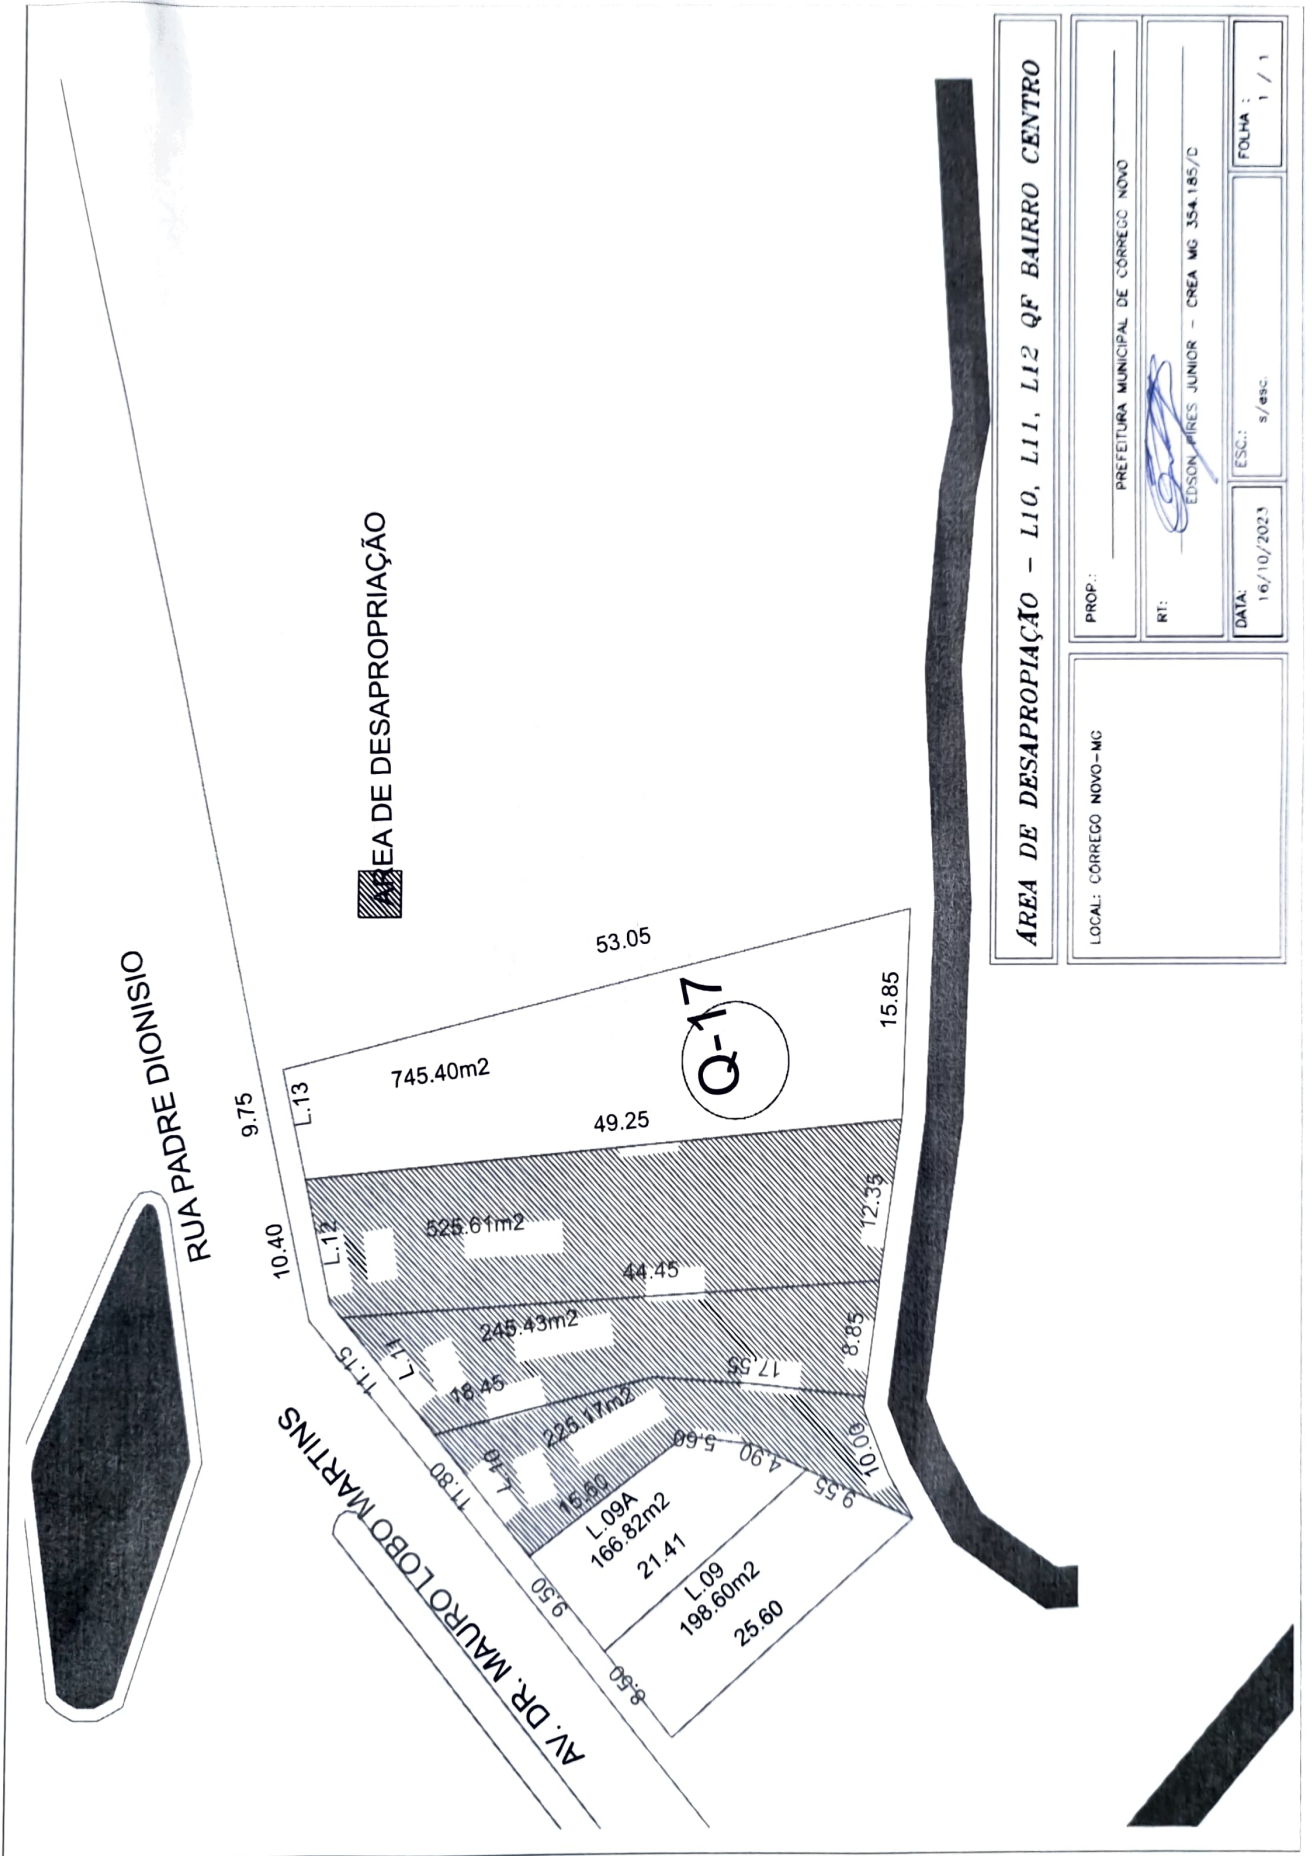 RUA PADRE DIONISIO
AV. DR. MAURO LOBO MARTINS
ÁREA DE DESAPROPRIAÇÃO
9.75
10.40
11.15
11.80
9.50
8.50
L.13
745.40m2
53.05
49.25
15.85
Q-17
L.12
525.61m2
44.45
12.35
L.11
245.43m2
18.45
17.55
8.85
L.10
225.17m2
15.60
5.60
4.90
9.55
10.00
L.09A
166.82m2
21.41
L.09
198.60m2
25.60
ÁREA DE DESAPROPIAÇÃO - L10, L11, L12 QF BAIRRO CENTRO
LOCAL: CÓRREGO NOVO-MG
PROP.:
PREFEITURA MUNICIPAL DE CÓRREGO NOVO
RT:
EDSON PIRES JUNIOR - CREA MG 354.185/D
DATA:
16/10/2023
ESC.:
s/esc.
FOLHA :
1 / 1